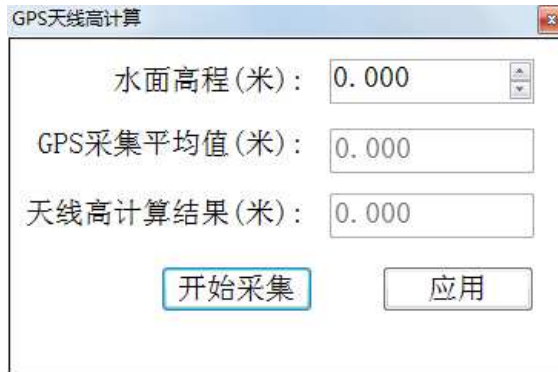 GPS天线高计算
水面高程(米): 0.000
GPS采集平均值(米): 0.000
天线高计算结果(米): 0.000
开始采集 应用